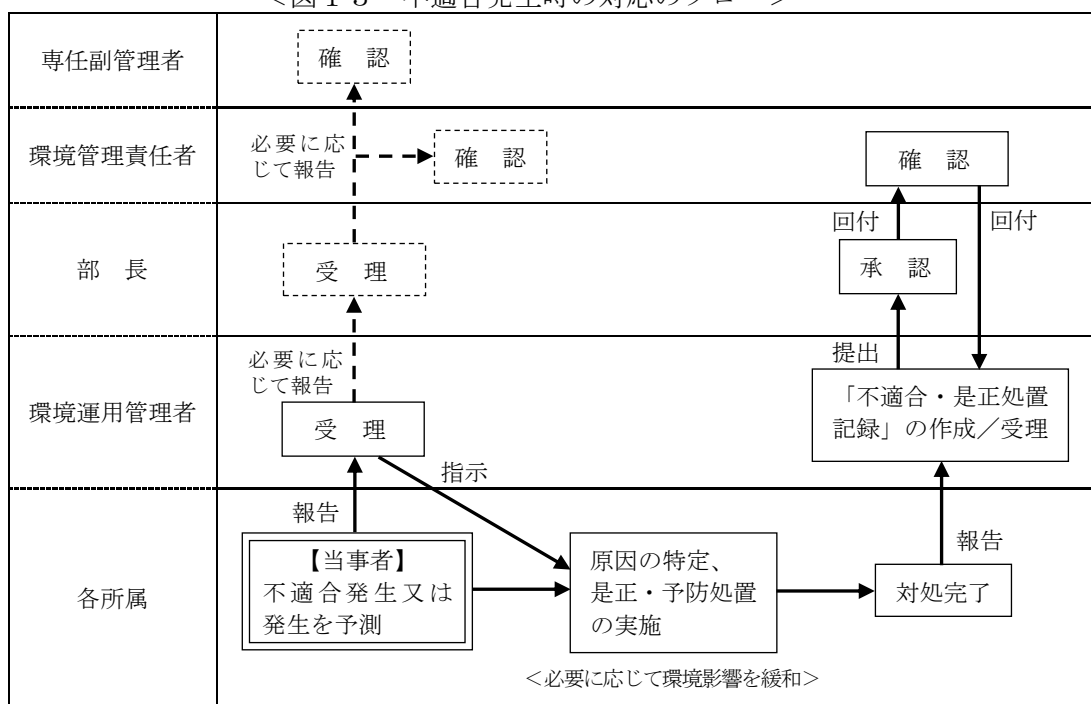 専任副管理者
確 認
環境管理責任者
必要に応
じて報告
確 認
確 認
回付
回付
部 長
受 理
承 認
必要に応
じて報告
提出
環境運用管理者
受 理
「不適合・是正処置
記録」の作成／受理
指示
報告
報告
各所属
【当事者】
不適合発生又は
発生を予測
原因の特定、
是正・予防処置
の実施
対処完了
＜必要に応じて環境影響を緩和＞